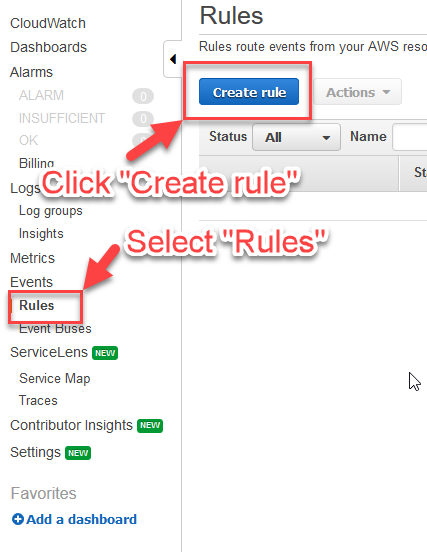 CloudWatch
Dashboards
Alarms
ALARM 0
INSUFFICIENT 0
OK 0
Billing
Logs
Log groups
Insights
Metrics
Events
Rules
Event Buses
ServiceLens NEW
Service Map
Traces
Contributor Insights NEW
Settings NEW
Favorites
Add a dashboard
Rules
Rules route events from your AWS reso
Create rule Actions
Status All Name
Sta
Click "Create rule"
Select "Rules"